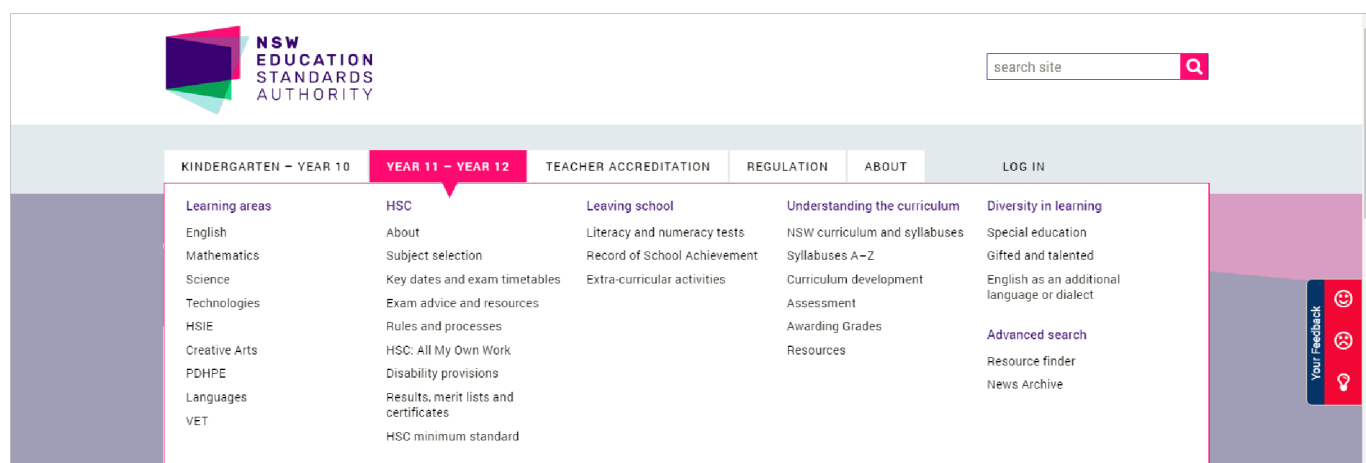 NSW
EDUCATION
STANDARDS
AUTHORITY
search site
KINDERGARTEN – YEAR 10
YEAR 11 – YEAR 12
TEACHER ACCREDITATION
REGULATION
ABOUT
LOG IN
Learning areas
English
Mathematics
Science
Technologies
HSIE
Creative Arts
PDHPE
Languages
VET
HSC
About
Subject selection
Key dates and exam timetables
Exam advice and resources
Rules and processes
HSC: All My Own Work
Disability provisions
Results, merit lists and
certificates
HSC minimum standard
Leaving school
Literacy and numeracy tests
Record of School Achievement
Extra-curricular activities
Understanding the curriculum
NSW curriculum and syllabuses
Syllabuses A–Z
Curriculum development
Assessment
Awarding Grades
Resources
Diversity in learning
Special education
Gifted and talented
English as an additional
language or dialect
Advanced search
Resource finder
News Archive
Your Feedback